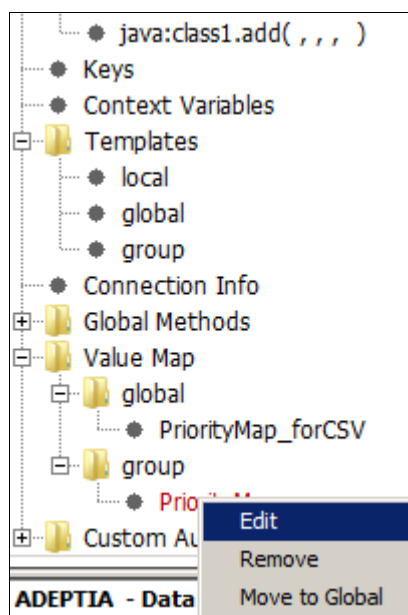 java:class1.add( , , , )
Keys
Context Variables
Templates
local
global
group
Connection Info
Global Methods
Value Map
global
PriorityMap_forCSV
group
Edit
Custom
Remove
ADEPTIA - Data
Move to Global